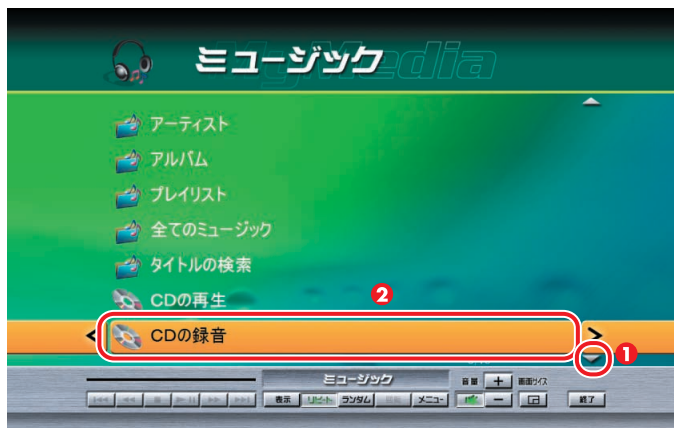 ミュージック
MyMedia
アーティスト
アルバム
プレイリスト
全てのミュージック
タイトルの検索
CDの再生
2
CDの録音
1
ミュージック
音量 + 画面サイズ
表示 リピート ランダム メニュー - 終了